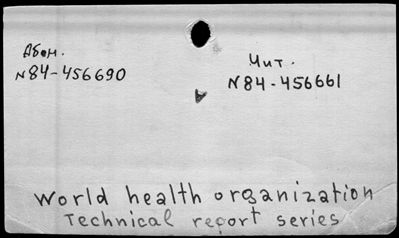 Абон.
N84-456690
Чит.
N84-456661
World health organization
Technical report series